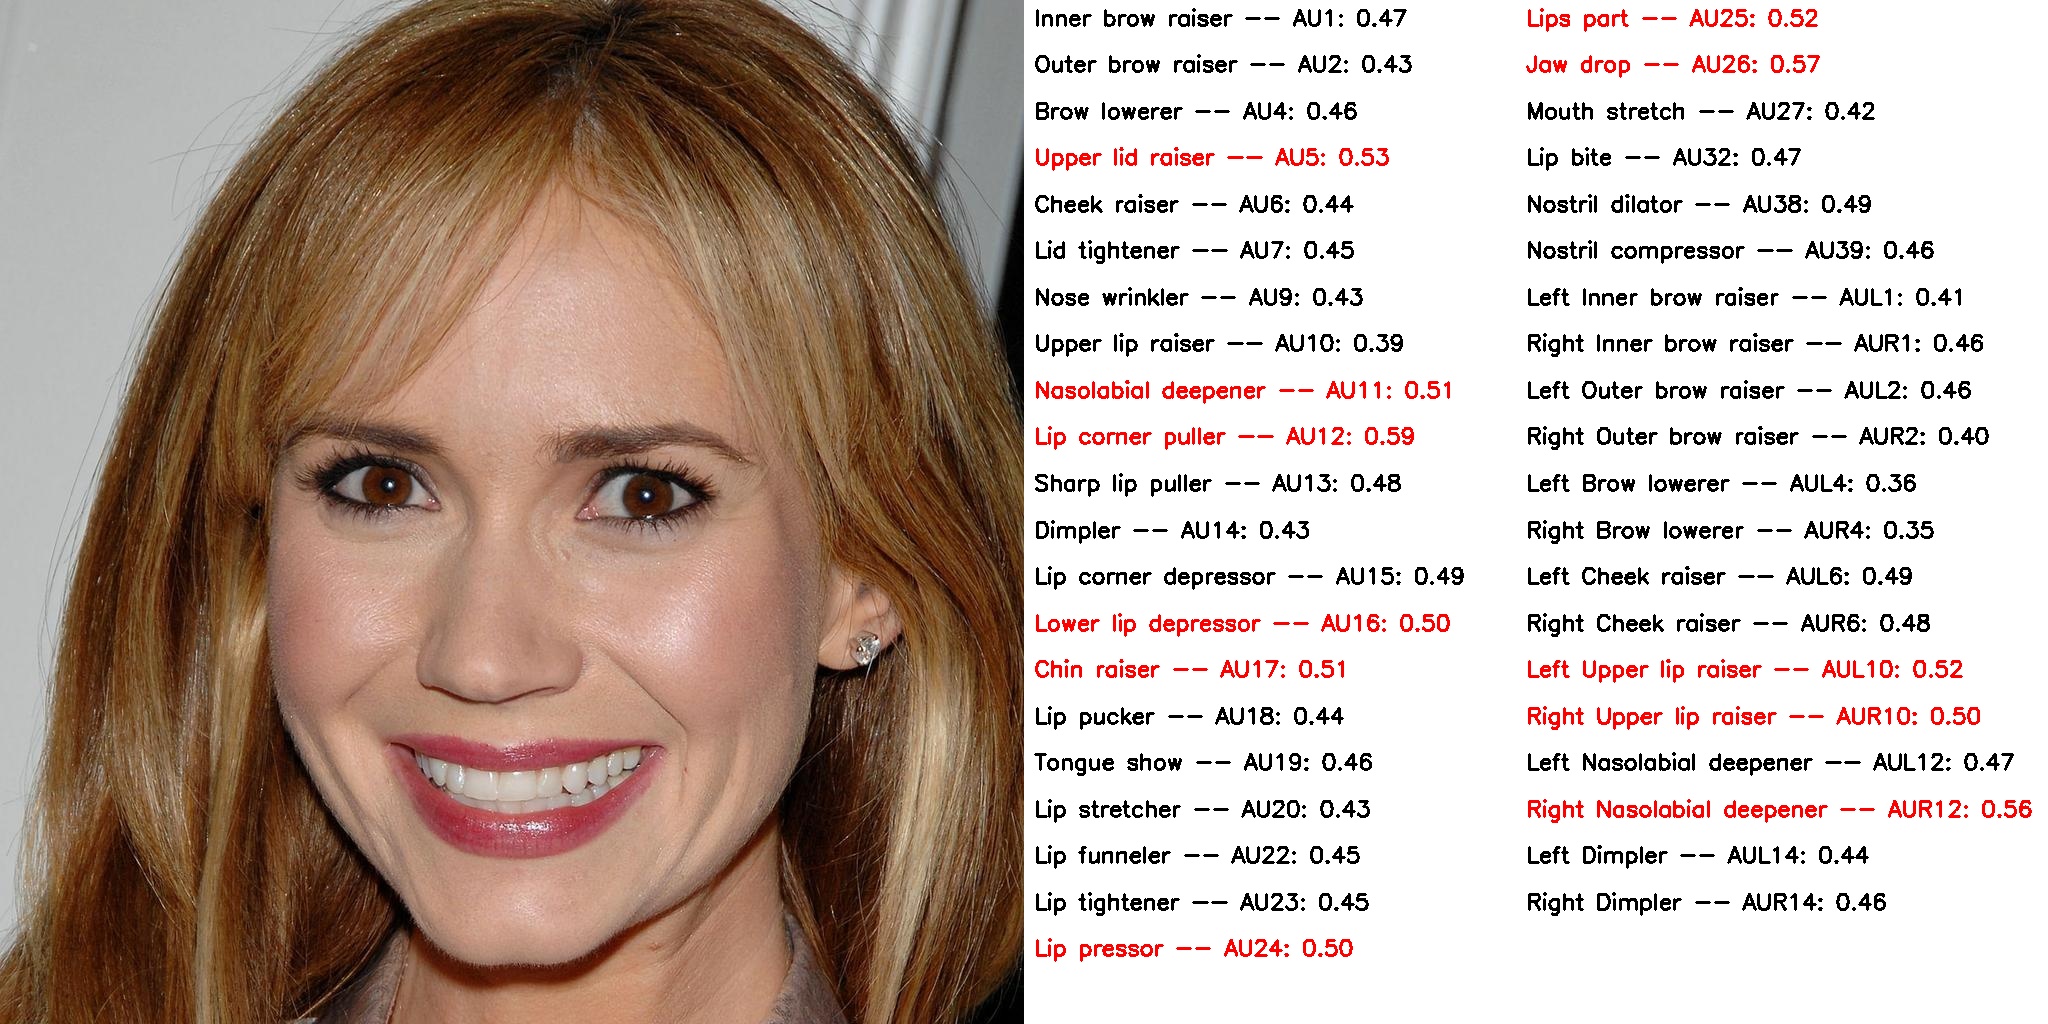 Inner brow raiser -- AU1: 0.47
Outer brow raiser -- AU2: 0.43
Brow lowerer -- AU4: 0.46
Upper lid raiser -- AU5: 0.53
Cheek raiser -- AU6: 0.44
Lid tightener -- AU7: 0.45
Nose wrinkler -- AU9: 0.43
Upper lip raiser -- AU10: 0.39
Nasolabial deepener -- AU11: 0.51
Lip corner puller -- AU12: 0.59
Sharp lip puller -- AU13: 0.48
Dimpler -- AU14: 0.43
Lip corner depressor -- AU15: 0.49
Lower lip depressor -- AU16: 0.50
Chin raiser -- AU17: 0.51
Lip pucker -- AU18: 0.44
Tongue show -- AU19: 0.46
Lip stretcher -- AU20: 0.43
Lip funneler -- AU22: 0.45
Lip tightener -- AU23: 0.45
Lip pressor -- AU24: 0.50
Lips part -- AU25: 0.52
Jaw drop -- AU26: 0.57
Mouth stretch -- AU27: 0.42
Lip bite -- AU32: 0.47
Nostril dilator -- AU38: 0.49
Nostril compressor -- AU39: 0.46
Left Inner brow raiser -- AUL1: 0.41
Right Inner brow raiser -- AUR1: 0.46
Left Outer brow raiser -- AUL2: 0.46
Right Outer brow raiser -- AUR2: 0.40
Left Brow lowerer -- AUL4: 0.36
Right Brow lowerer -- AUR4: 0.35
Left Cheek raiser -- AUL6: 0.49
Right Cheek raiser -- AUR6: 0.48
Left Upper lip raiser -- AUL10: 0.52
Right Upper lip raiser -- AUR10: 0.50
Left Nasolabial deepener -- AUL12: 0.47
Right Nasolabial deepener -- AUR12: 0.56
Left Dimpler -- AUL14: 0.44
Right Dimpler -- AUR14: 0.46